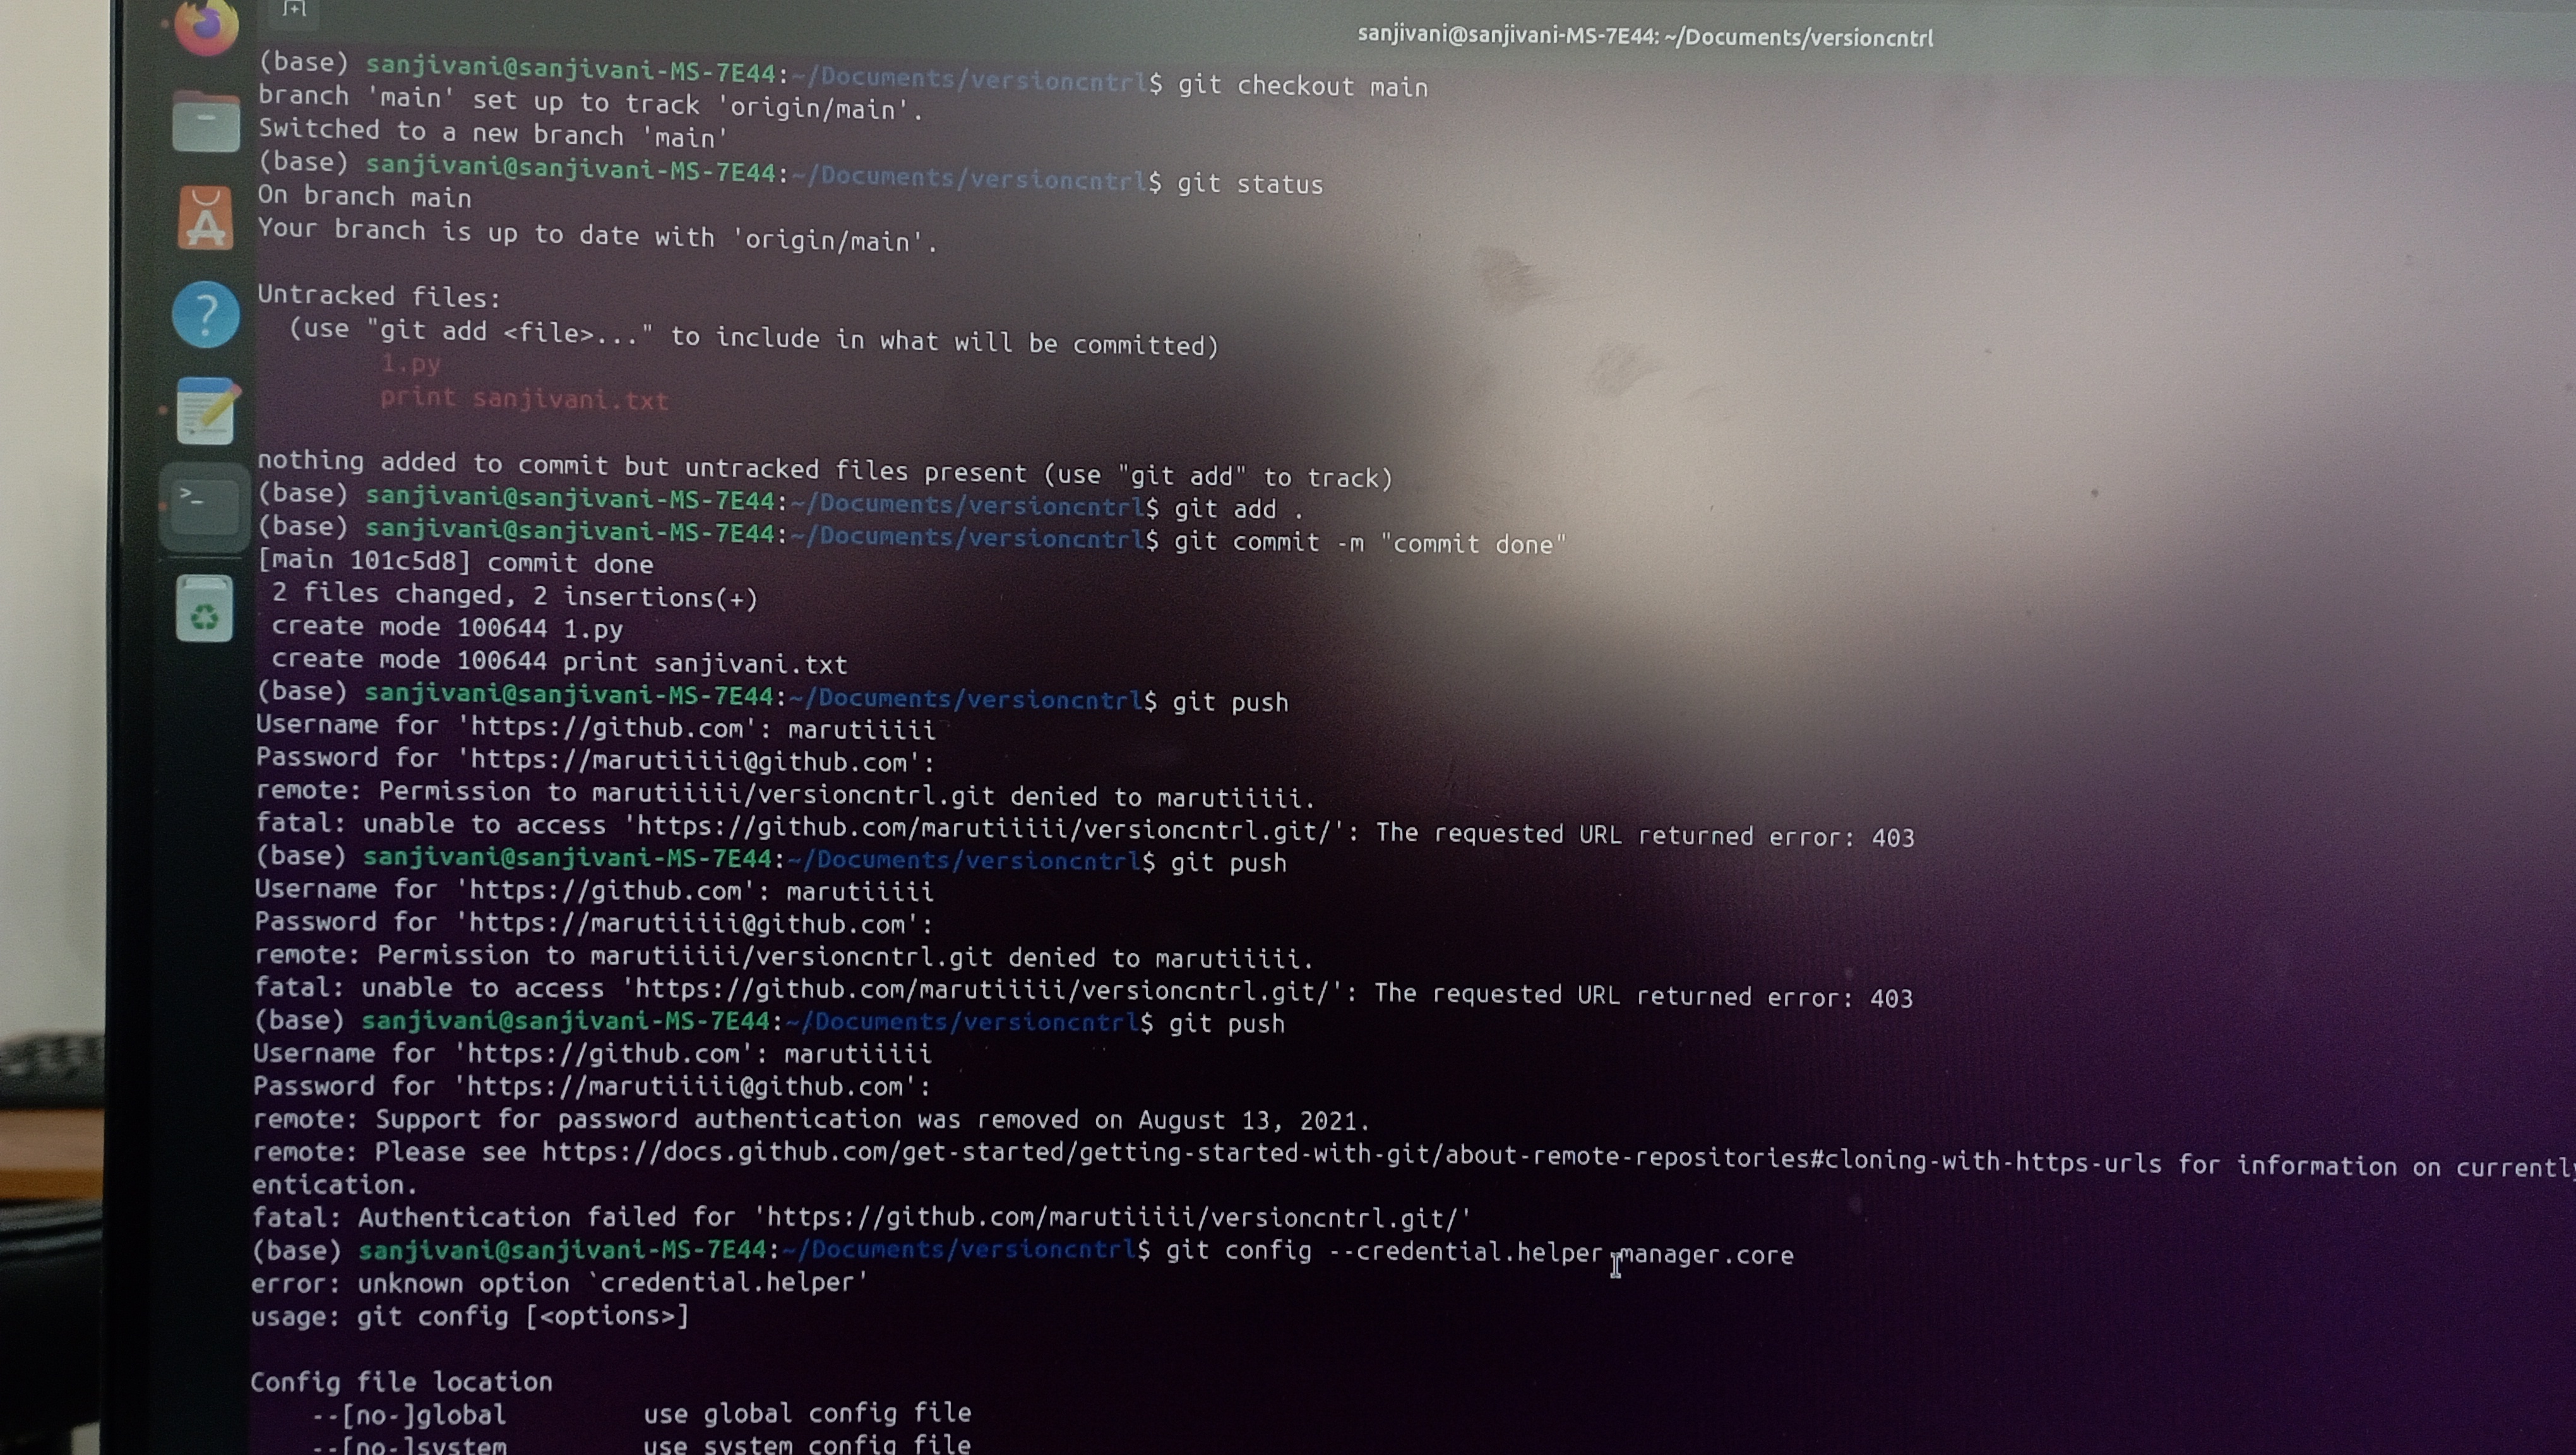 sanjivani@sanjivani-MS-7E44: ~/Documents/versioncntrl
(base) sanjivani@sanjivani-MS-7E44:~/Documents/versioncntrl$ git checkout main
branch 'main' set up to track 'origin/main'.
Switched to a new branch 'main'
(base) sanjivani@sanjivani-MS-7E44:~/Documents/versioncntrl$ git status
On branch main
Your branch is up to date with 'origin/main'.
Untracked files:
(use "git add <file>..." to include in what will be committed)
1.py
print sanjivani.txt
nothing added to commit but untracked files present (use "git add" to track)
(base) sanjivani@sanjivani-MS-7E44:~/Documents/versioncntrl$ git add .
(base) sanjivani@sanjivani-MS-7E44:~/Documents/versioncntrl$ git commit -m "commit done"
[main 101c5d8] commit done
2 files changed, 2 insertions(+)
create mode 100644 1.py
create mode 100644 print sanjivani.txt
(base) sanjivani@sanjivani-MS-7E44:~/Documents/versioncntrl$ git push
Username for 'https://github.com': marutiiiii
Password for 'https://marutiiiii@github.com':
remote: Permission to marutiiiii/versioncntrl.git denied to marutiiiii.
fatal: unable to access 'https://github.com/marutiiiii/versioncntrl.git/': The requested URL returned error: 403
(base) sanjivani@sanjivani-MS-7E44:~/Documents/versioncntrl$ git push
Username for 'https://github.com': marutiiiii
Password for 'https://marutiiiii@github.com':
remote: Permission to marutiiiii/versioncntrl.git denied to marutiiiii.
fatal: unable to access 'https://github.com/marutiiiii/versioncntrl.git/': The requested URL returned error: 403
(base) sanjivani@sanjivani-MS-7E44:~/Documents/versioncntrl$ git push
Username for 'https://github.com': marutiiiii
Password for 'https://marutiiiii@github.com':
remote: Support for password authentication was removed on August 13, 2021.
remote: Please see https://docs.github.com/get-started/getting-started-with-git/about-remote-repositories#cloning-with-https-urls for information on currentl
entication.
fatal: Authentication failed for 'https://github.com/marutiiiii/versioncntrl.git/'
(base) sanjivani@sanjivani-MS-7E44:~/Documents/versioncntrl$ git config --credential.helper manager.core
error: unknown option `credential.helper'
usage: git config [<options>]
Config file location
--[no-]global use global config file
--[no-]system use system config file